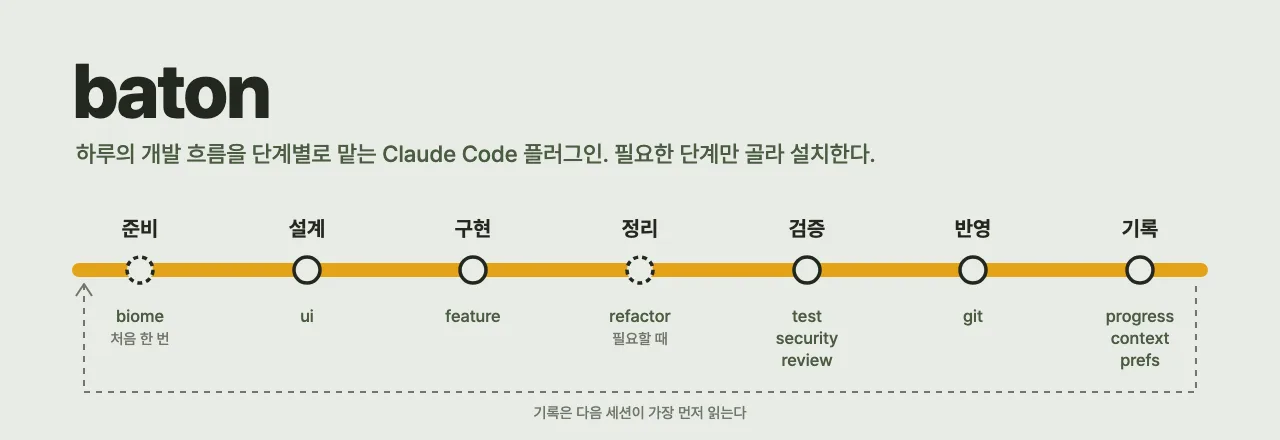 baton
하루의 개발 흐름을 단계별로 맡는 Claude Code 플러그인. 필요한 단계만 골라 설치한다.
준비
설계
구현
정리
검증
반영
기록
biome
처음 한 번
ui
feature
refactor
필요할 때
test
security
review
git
progress
context
prefs
기록은 다음 세션이 가장 먼저 읽는다